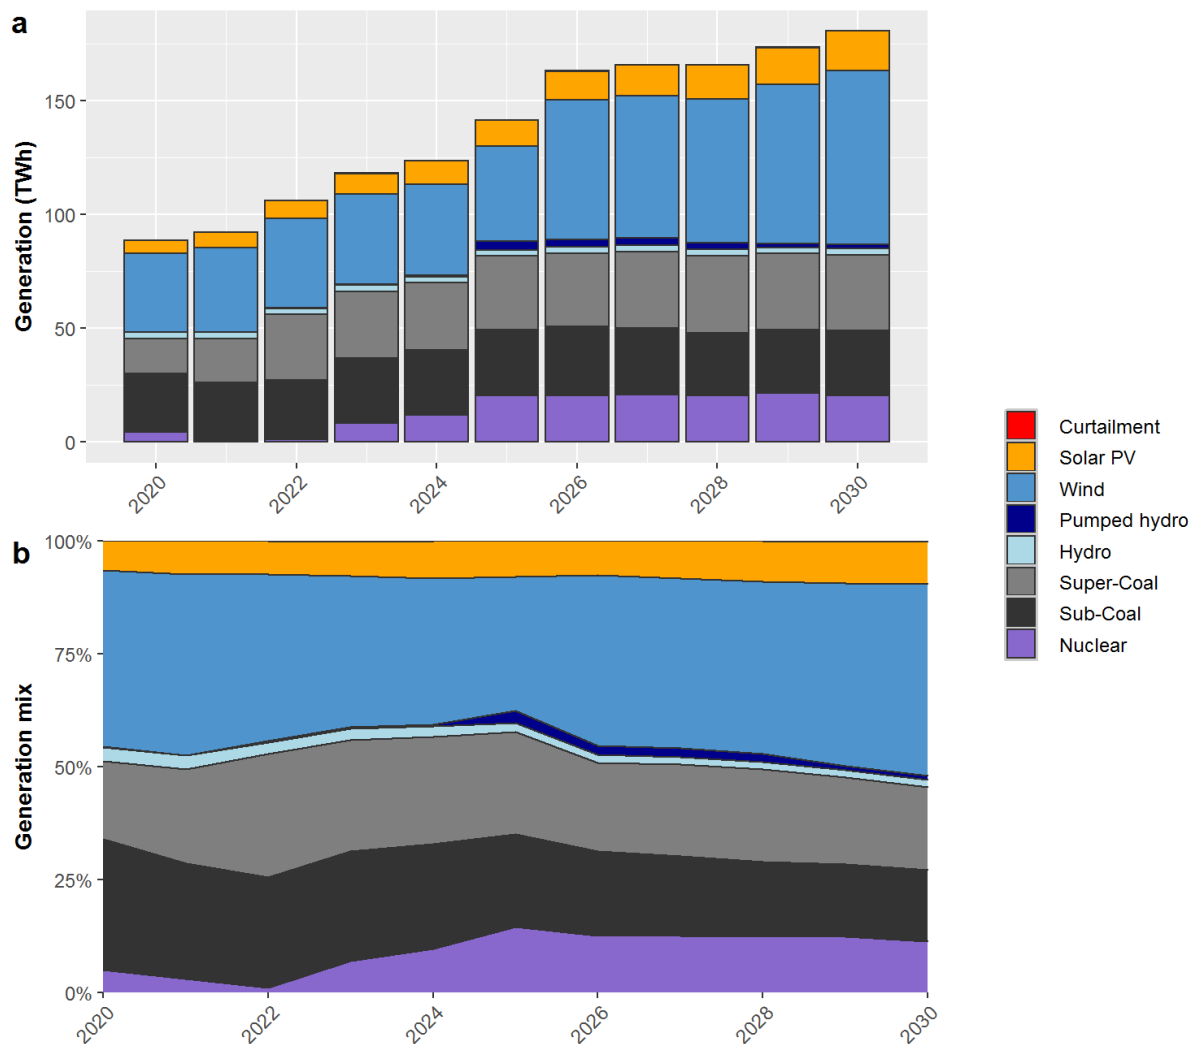 a
Generation (TWh)
150
100
50
0
2020
2022
2024
2026
2028
2030
b
Generation mix
100%
75%
50%
25%
0%
2020
2022
2024
2026
2028
2030
Curtailment
Solar PV
Wind
Pumped hydro
Hydro
Super-Coal
Sub-Coal
Nuclear